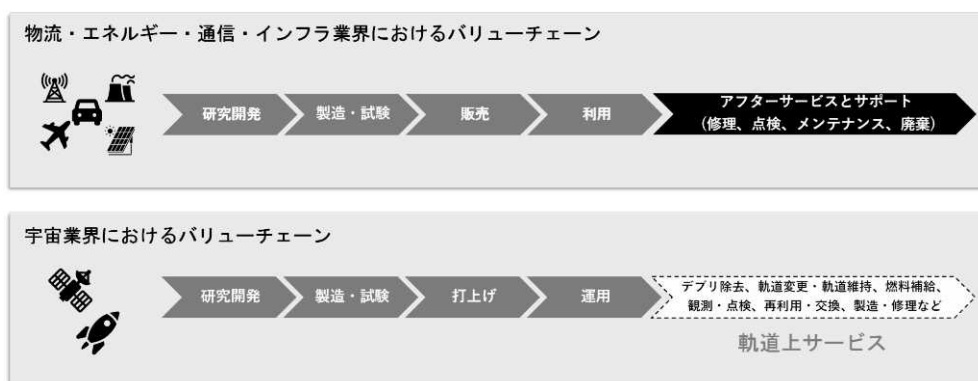 物流・エネルギー・通信・インフラ業界におけるバリューチェーン
研究開発
製造・試験
販売
利用
アフターサービスとサポート
(修理、点検、メンテナンス、廃棄)
宇宙業界におけるバリューチェーン
研究開発
製造・試験
打上げ
運用
デブリ除去、軌道変更・軌道維持、燃料補給、
観測・点検、再利用・交換、製造・修理など
軌道上サービス